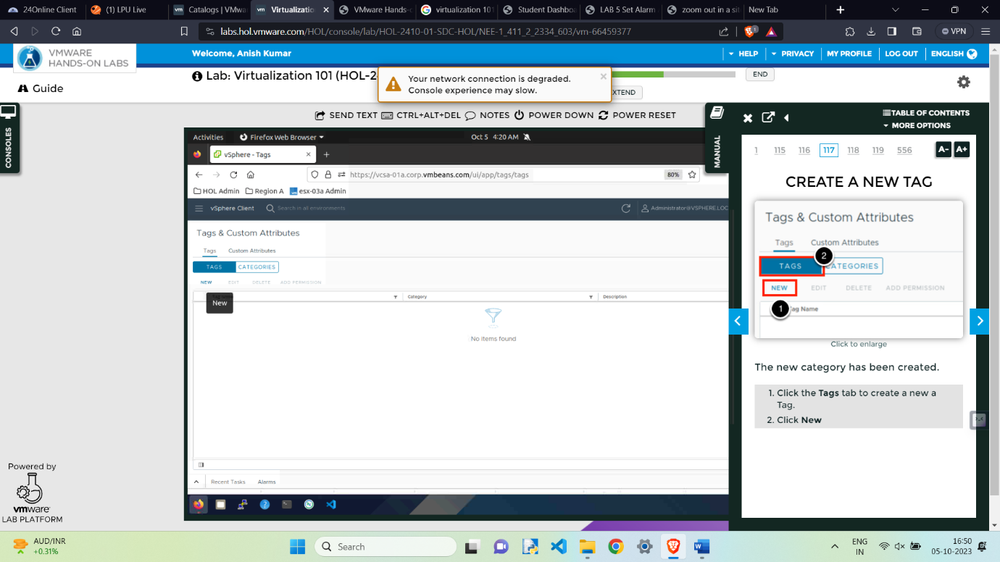 24Online Client
(1) LPU Live
Catalogs | VMwa
Virtualizatio
VMware Hands-o
virtualization 101
Student Dashboa
LAB 5 Set Alarm
zoom out in a sit
New Tab
labs.hol.vmware.com/HOL/console/lab/HOL-2410-01-SDC-HOL/NEE-1_411_2_2334_603/vm-66459377
1
VPN
VMWARE
HANDS-ON LABS
Welcome, Anish Kumar
HELP
PRIVACY
MY PROFILE
LOG OUT
ENGLISH
Lab: Virtualization 101 (HOL-2
END
Your network connection is degraded.
Console experience may slow.
XTEND
Guide
SEND TEXT
CTRL+ALT+DEL
NOTES
POWER DOWN
POWER RESET
CONSOLES
MANUAL
TABLE OF CONTENTS
MORE OPTIONS
Activities
Firefox Web Browser
Oct 5 4:20 AM
vSphere - Tags
https://vcsa-01a.corp.vmbeans.com/ui/app/tags/tags
80%
HOL Admin
Region A
esx-03a Admin
vSphere Client
Search in all environments
Administrator@VSPHERE.LOC
Tags & Custom Attributes
Tags
Custom Attributes
TAGS
CATEGORIES
NEW
EDIT
DELETE
ADD PERMISSION
Category
Description
New
No items found
Recent Tasks
Alarms
1 115 116 117 118 119 556
A-
A+
CREATE A NEW TAG
Tags & Custom Attributes
Tags
Custom Attributes
2
TAGS
CATEGORIES
NEW
EDIT
DELETE
ADD PERMISSION
1
Tag Name
Click to enlarge
The new category has been created.
1. Click the Tags tab to create a new a
Tag.
2. Click New
Powered by
vmware
LAB PLATFORM
AUD/INR
+0.31%
Search
ENG
IN
16:50
05-10-2023